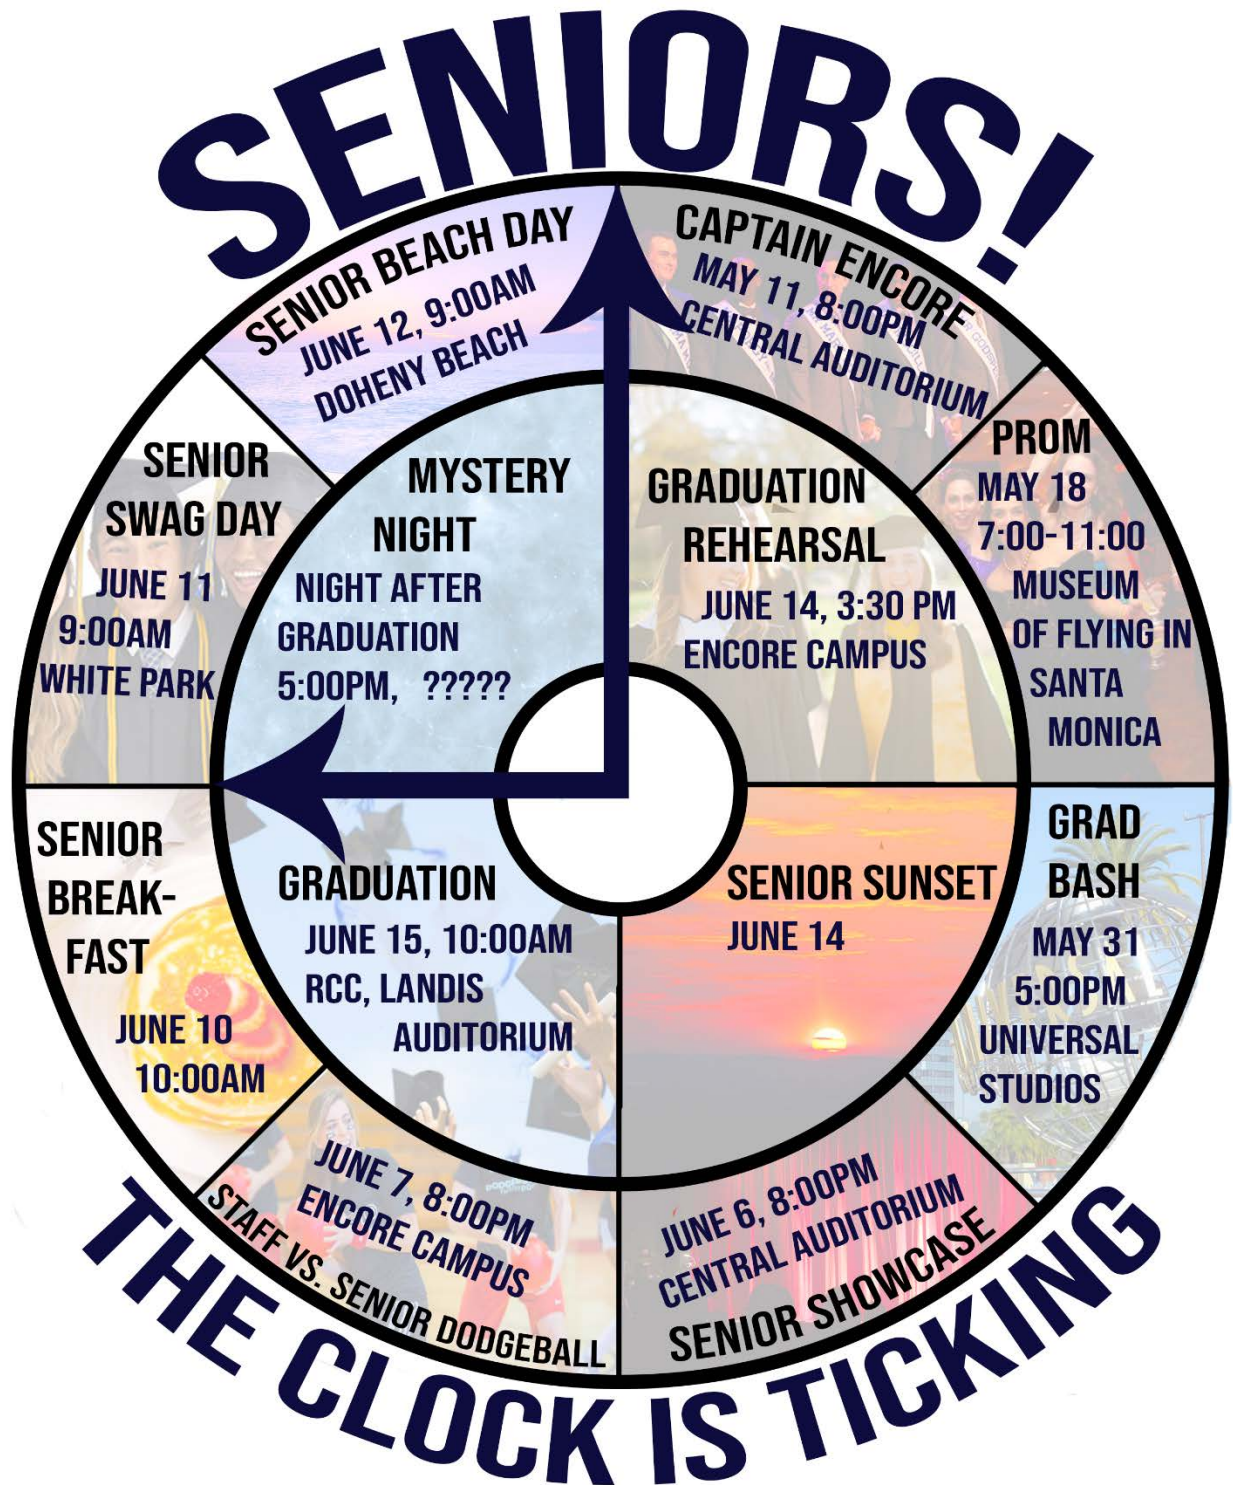 SENIORS!
CAPTAIN ENCORE
MAY 11, 8:00PM
CENTRAL AUDITORIUM
PROM
MAY 18
7:00-11:00
MUSEUM
OF FLYING IN
SANTA
MONICA
GRAD
BASH
MAY 31
5:00PM
UNIVERSAL
STUDIOS
JUNE 6, 8:00PM
CENTRAL AUDITORIUM
SENIOR SHOWCASE
JUNE 7, 8:00PM
ENCORE CAMPUS
STAFF VS. SENIOR DODGEBALL
SENIOR
BREAK-
FAST
JUNE 10
10:00AM
SENIOR
SWAG DAY
JUNE 11
9:00AM
WHITE PARK
SENIOR BEACH DAY
JUNE 12, 9:00AM
DOHENY BEACH
GRADUATION
REHEARSAL
JUNE 14, 3:30 PM
ENCORE CAMPUS
SENIOR SUNSET
JUNE 14
GRADUATION
JUNE 15, 10:00AM
RCC, LANDIS
AUDITORIUM
MYSTERY
NIGHT
NIGHT AFTER
GRADUATION
5:00PM, ?????
THE CLOCK IS TICKING